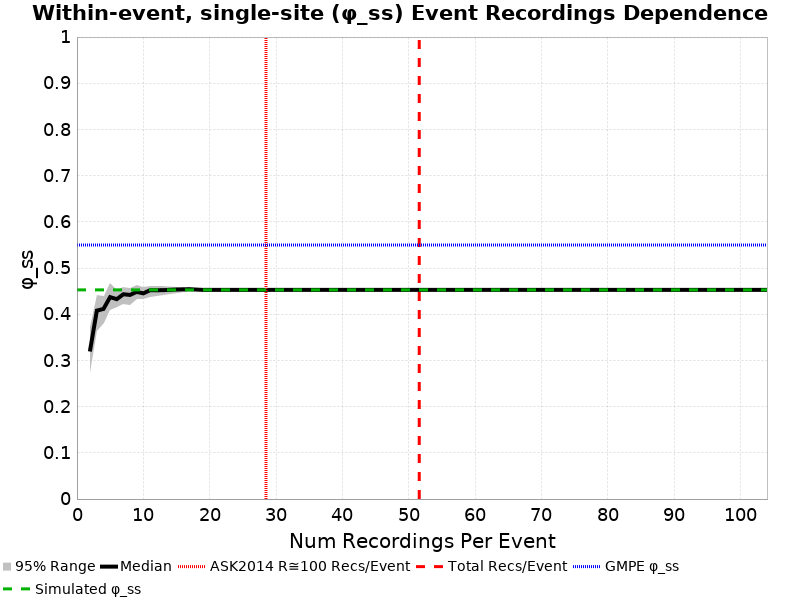 Within-event, single-site (φ_ss) Event Recordings Dependence
1
0.9
0.8
0.7
0.6
0.5
0.4
0.3
0.2
0.1
0
φ_ss
0 10 20 30 40 50 60 70 80 90 100
Num Recordings Per Event
95% Range Median ASK2014 R≅100 Recs/Event Total Recs/Event GMPE φ_ss
Simulated φ_ss